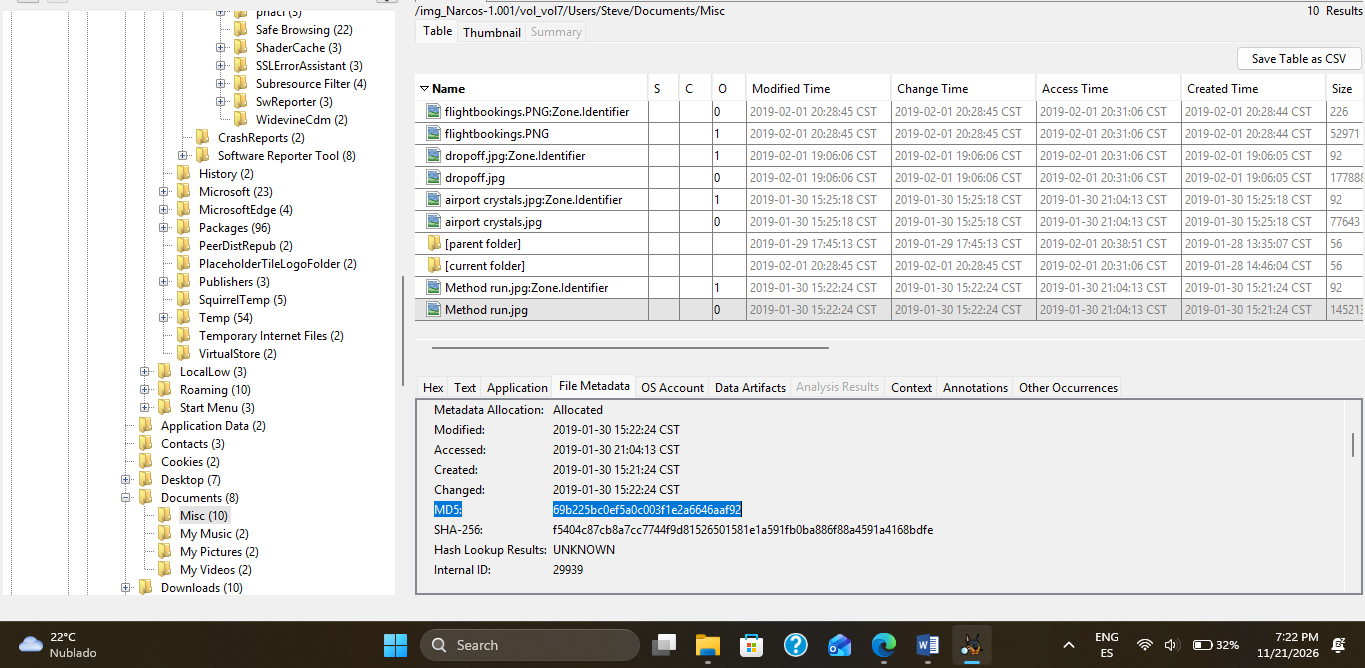 pnacl (3)
Safe Browsing (22)
ShaderCache (3)
SSLErrorAssistant (3)
Subresource Filter (4)
SwReporter (3)
WidevineCdm (2)
CrashReports (2)
Software Reporter Tool (8)
History (2)
Microsoft (23)
MicrosoftEdge (4)
Packages (96)
PeerDistRepub (2)
PlaceholderTileLogoFolder (2)
Publishers (3)
SquirrelTemp (5)
Temp (54)
Temporary Internet Files (2)
VirtualStore (2)
LocalLow (3)
Roaming (10)
Start Menu (3)
Application Data (2)
Contacts (3)
Cookies (2)
Desktop (7)
Documents (8)
Misc (10)
My Music (2)
My Pictures (2)
My Videos (2)
Downloads (10)
/img_Narcos-1.001/vol_vol7/Users/Steve/Documents/Misc 10 Results
Table Thumbnail Summary
Save Table as CSV
Name S C O Modified Time Change Time Access Time Created Time Size
flightbookings.PNG:Zone.Identifier 0 2019-02-01 20:28:45 CST 2019-02-01 20:28:45 CST 2019-02-01 20:31:06 CST 2019-02-01 20:28:44 CST 226
flightbookings.PNG 1 2019-02-01 20:28:45 CST 2019-02-01 20:28:45 CST 2019-02-01 20:31:06 CST 2019-02-01 20:28:44 CST 52971
dropoff.jpg:Zone.Identifier 1 2019-02-01 19:06:06 CST 2019-02-01 19:06:06 CST 2019-02-01 20:31:06 CST 2019-02-01 19:06:05 CST 92
dropoff.jpg 0 2019-02-01 19:06:06 CST 2019-02-01 19:06:06 CST 2019-02-01 20:31:06 CST 2019-02-01 19:06:05 CST 177888
airport crystals.jpg:Zone.Identifier 1 2019-01-30 15:25:18 CST 2019-01-30 15:25:18 CST 2019-01-30 21:04:13 CST 2019-01-30 15:25:18 CST 92
airport crystals.jpg 0 2019-01-30 15:25:18 CST 2019-01-30 15:25:18 CST 2019-01-30 21:04:13 CST 2019-01-30 15:25:18 CST 77643
[parent folder] 2019-01-29 17:45:13 CST 2019-01-29 17:45:13 CST 2019-02-01 20:38:51 CST 2019-01-28 13:35:07 CST 56
[current folder] 2019-02-01 20:28:45 CST 2019-02-01 20:28:45 CST 2019-02-01 20:31:06 CST 2019-01-28 14:46:04 CST 56
Method run.jpg:Zone.Identifier 1 2019-01-30 15:22:24 CST 2019-01-30 15:22:24 CST 2019-01-30 21:04:13 CST 2019-01-30 15:21:24 CST 92
Method run.jpg 0 2019-01-30 15:22:24 CST 2019-01-30 15:22:24 CST 2019-01-30 21:04:13 CST 2019-01-30 15:21:24 CST 145213
Hex Text Application File Metadata OS Account Data Artifacts Analysis Results Context Annotations Other Occurrences
Metadata Allocation: Allocated
Modified: 2019-01-30 15:22:24 CST
Accessed: 2019-01-30 21:04:13 CST
Created: 2019-01-30 15:21:24 CST
Changed: 2019-01-30 15:22:24 CST
MD5: 69b225bc0ef5a0c003f1e2a6646aaf92
SHA-256: f5404c87cb8a7cc7744f9d81526501581e1a591fb0ba886f88a4591a4168bdfe
Hash Lookup Results: UNKNOWN
Internal ID: 29939
22°C
Nublado
Search
ENG
ES
32%
7:22 PM
11/21/2026